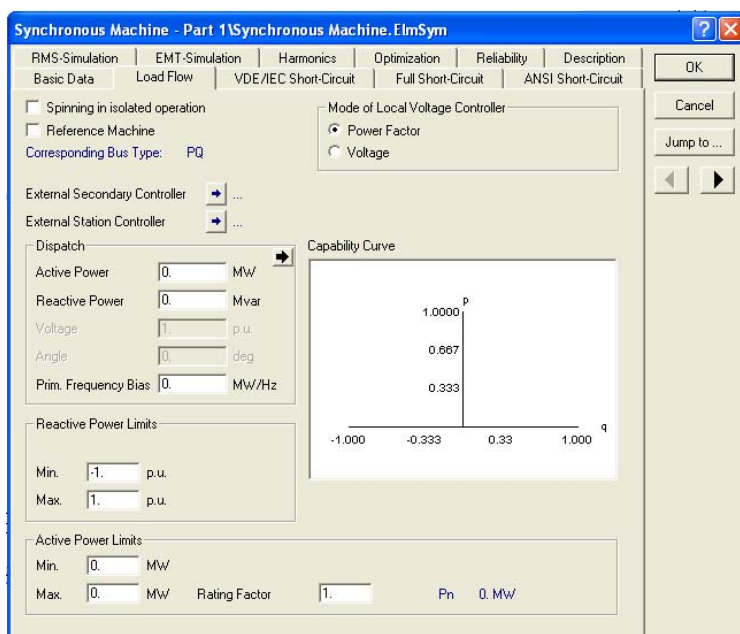 Synchronous Machine - Part 1\Synchronous Machine.ElmSym
RMS-Simulation EMT-Simulation Harmonics Optimization Reliability Description
Basic Data Load Flow VDE/IEC Short-Circuit Full Short-Circuit ANSI Short-Circuit
OK
Cancel
Jump to ...
Spinning in isolated operation
Reference Machine
Corresponding Bus Type: PQ
Mode of Local Voltage Controller
Power Factor
Voltage
External Secondary Controller ...
External Station Controller ...
Dispatch
Active Power 0. MW
Reactive Power 0. Mvar
Voltage 1. p.u.
Angle 0. deg
Prim. Frequency Bias 0. MW/Hz
Capability Curve
p
1.0000
0.667
0.333
q
-1.000 -0.333 0.33 1.000
Reactive Power Limits
Min. -1. p.u.
Max. 1. p.u.
Active Power Limits
Min. 0. MW
Max. 0. MW Rating Factor 1. Pn 0. MW